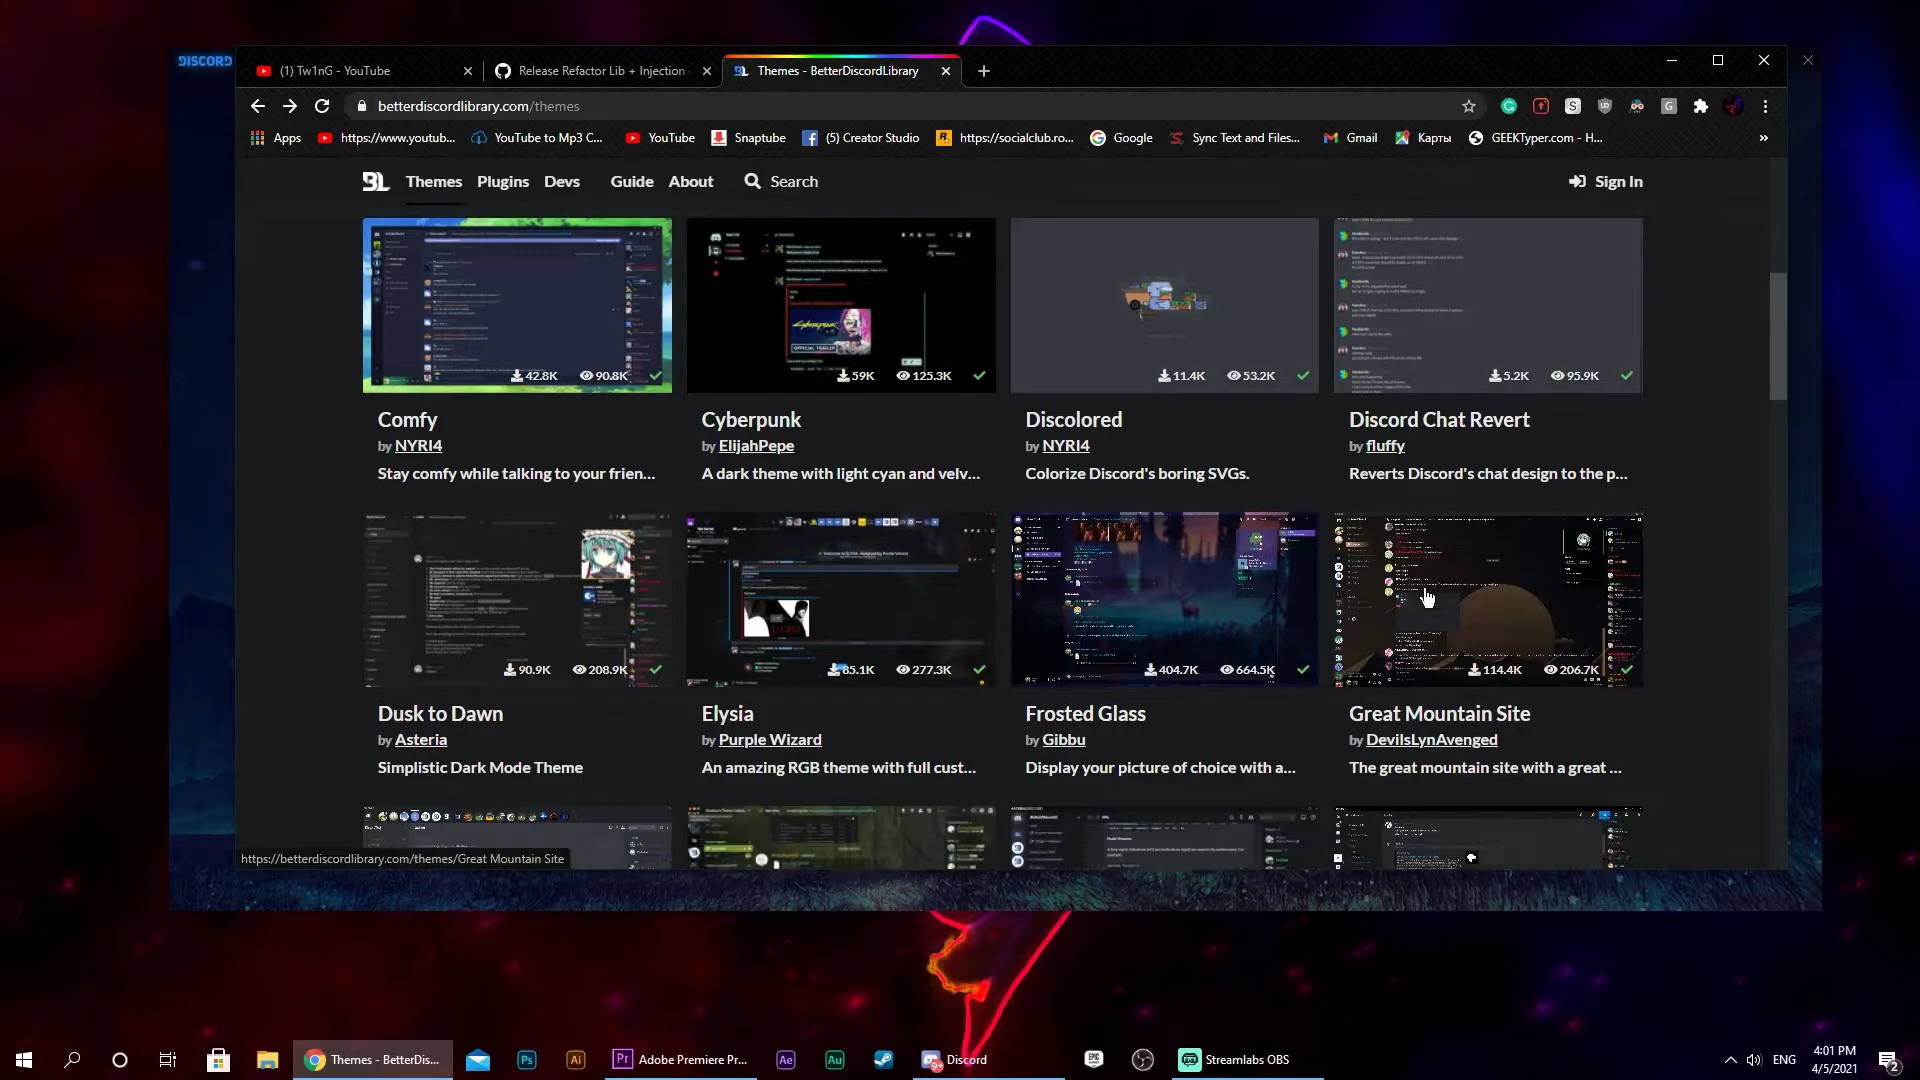 DISCORD
(1) Tw1nG - YouTube
Release Refactor Lib + Injection
Themes - BetterDiscordLibrary
betterdiscordlibrary.com/themes
Apps
https://www.youtub...
YouTube to Mp3 C...
YouTube
Snaptube
(5) Creator Studio
https://socialclub.ro...
Google
Sync Text and Files...
Gmail
Карты
GEEKTyper.com - H...
»
Themes
Plugins
Devs
Guide
About
Search
Sign In
42.8K
90.8K
59K
125.3K
11.4K
53.2K
5.2K
95.9K
Comfy
by NYRI4
Stay comfy while talking to your frien...
Cyberpunk
by ElijahPepe
A dark theme with light cyan and velv...
Discolored
by NYRI4
Colorize Discord's boring SVGs.
Discord Chat Revert
by fluffy
Reverts Discord's chat design to the p...
90.9K
208.9K
85.1K
277.3K
404.7K
664.5K
114.4K
206.7K
Dusk to Dawn
by Asteria
Simplistic Dark Mode Theme
Elysia
by Purple Wizard
An amazing RGB theme with full cust...
Frosted Glass
by Gibbu
Display your picture of choice with a...
Great Mountain Site
by DevilsLynAvenged
The great mountain site with a great ...
https://betterdiscordlibrary.com/themes/Great Mountain Site
Themes - BetterDis...
Ps
Ai
Pr
Adobe Premiere Pr...
Ae
Au
9+
Discord
EPIC
Streamlabs OBS
ENG
4:01 PM
4/5/2021
2